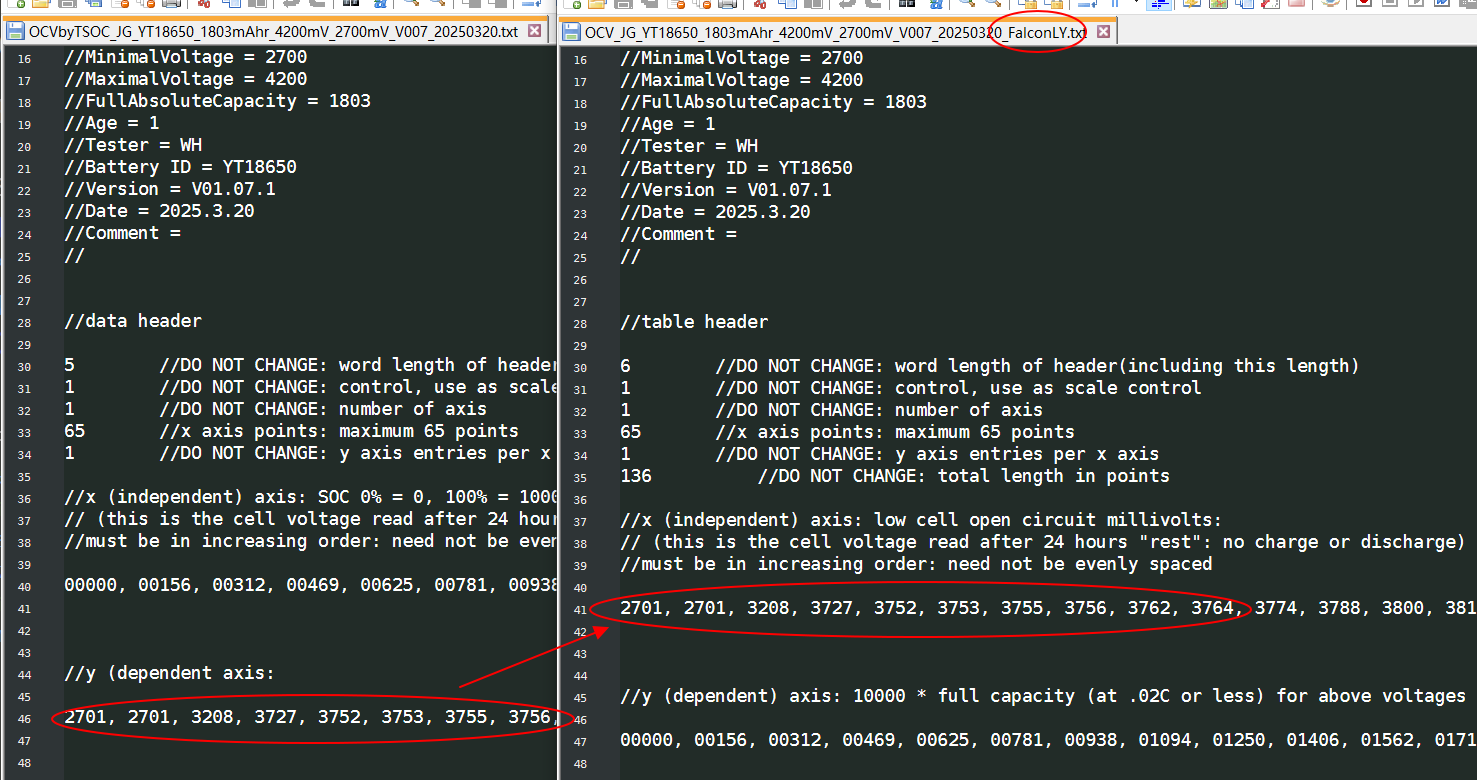 OCVbyTSOC_JG_YT18650_1803mAhr_4200mV_2700mV_V007_20250320.txt
16 //MinimalVoltage = 2700
17 //MaximalVoltage = 4200
18 //FullAbsoluteCapacity = 1803
19 //Age = 1
20 //Tester = WH
21 //Battery ID = YT18650
22 //Version = V01.07.1
23 //Date = 2025.3.20
24 //Comment =
25 //
26
27
28 //data header
29
30 5 //DO NOT CHANGE: word length of header
31 1 //DO NOT CHANGE: control, use as scale
32 1 //DO NOT CHANGE: number of axis
33 65 //x axis points: maximum 65 points
34 1 //DO NOT CHANGE: y axis entries per x
35
36 //x (independent) axis: SOC 0% = 0, 100% = 1000
37 // (this is the cell voltage read after 24 hour
38 //must be in increasing order: need not be even
39
40 00000, 00156, 00312, 00469, 00625, 00781, 00938
41
42
43
44 //y (dependent axis:
45
46 2701, 2701, 3208, 3727, 3752, 3753, 3755, 3756,
47
48
OCV_JG_YT18650_1803mAhr_4200mV_2700mV_V007_20250320_FalconLY.txt
16 //MinimalVoltage = 2700
17 //MaximalVoltage = 4200
18 //FullAbsoluteCapacity = 1803
19 //Age = 1
20 //Tester = WH
21 //Battery ID = YT18650
22 //Version = V01.07.1
23 //Date = 2025.3.20
24 //Comment =
25 //
26
27
28 //table header
29
30 6 //DO NOT CHANGE: word length of header(including this length)
31 1 //DO NOT CHANGE: control, use as scale control
32 1 //DO NOT CHANGE: number of axis
33 65 //x axis points: maximum 65 points
34 1 //DO NOT CHANGE: y axis entries per x axis
35 136 //DO NOT CHANGE: total length in points
36
37 //x (independent) axis: low cell open circuit millivolts:
38 // (this is the cell voltage read after 24 hours "rest": no charge or discharge)
39 //must be in increasing order: need not be evenly spaced
40
41 2701, 2701, 3208, 3727, 3752, 3753, 3755, 3756, 3762, 3764, 3774, 3788, 3800, 381
42
43
44
45 //y (dependent) axis: 10000 * full capacity (at .02C or less) for above voltages
46
47 00000, 00156, 00312, 00469, 00625, 00781, 00938, 01094, 01250, 01406, 01562, 0171
48